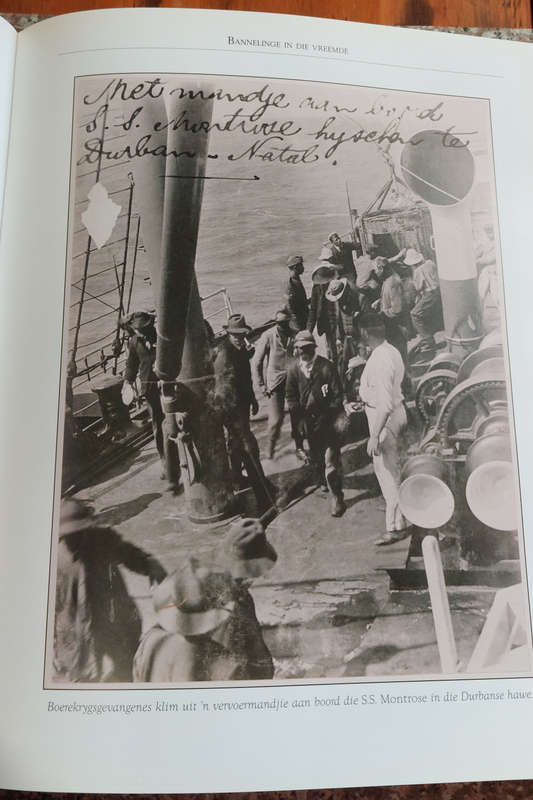 BANNELINGE IN DIE VREEMDE
Met mandje aan boord
S. S. Montrose hyschen te
Durban - Natal.
Boerekrygsgevangenes klim uit 'n vervoermandjie aan boord die S.S. Montrose in die Durbanse hawe.